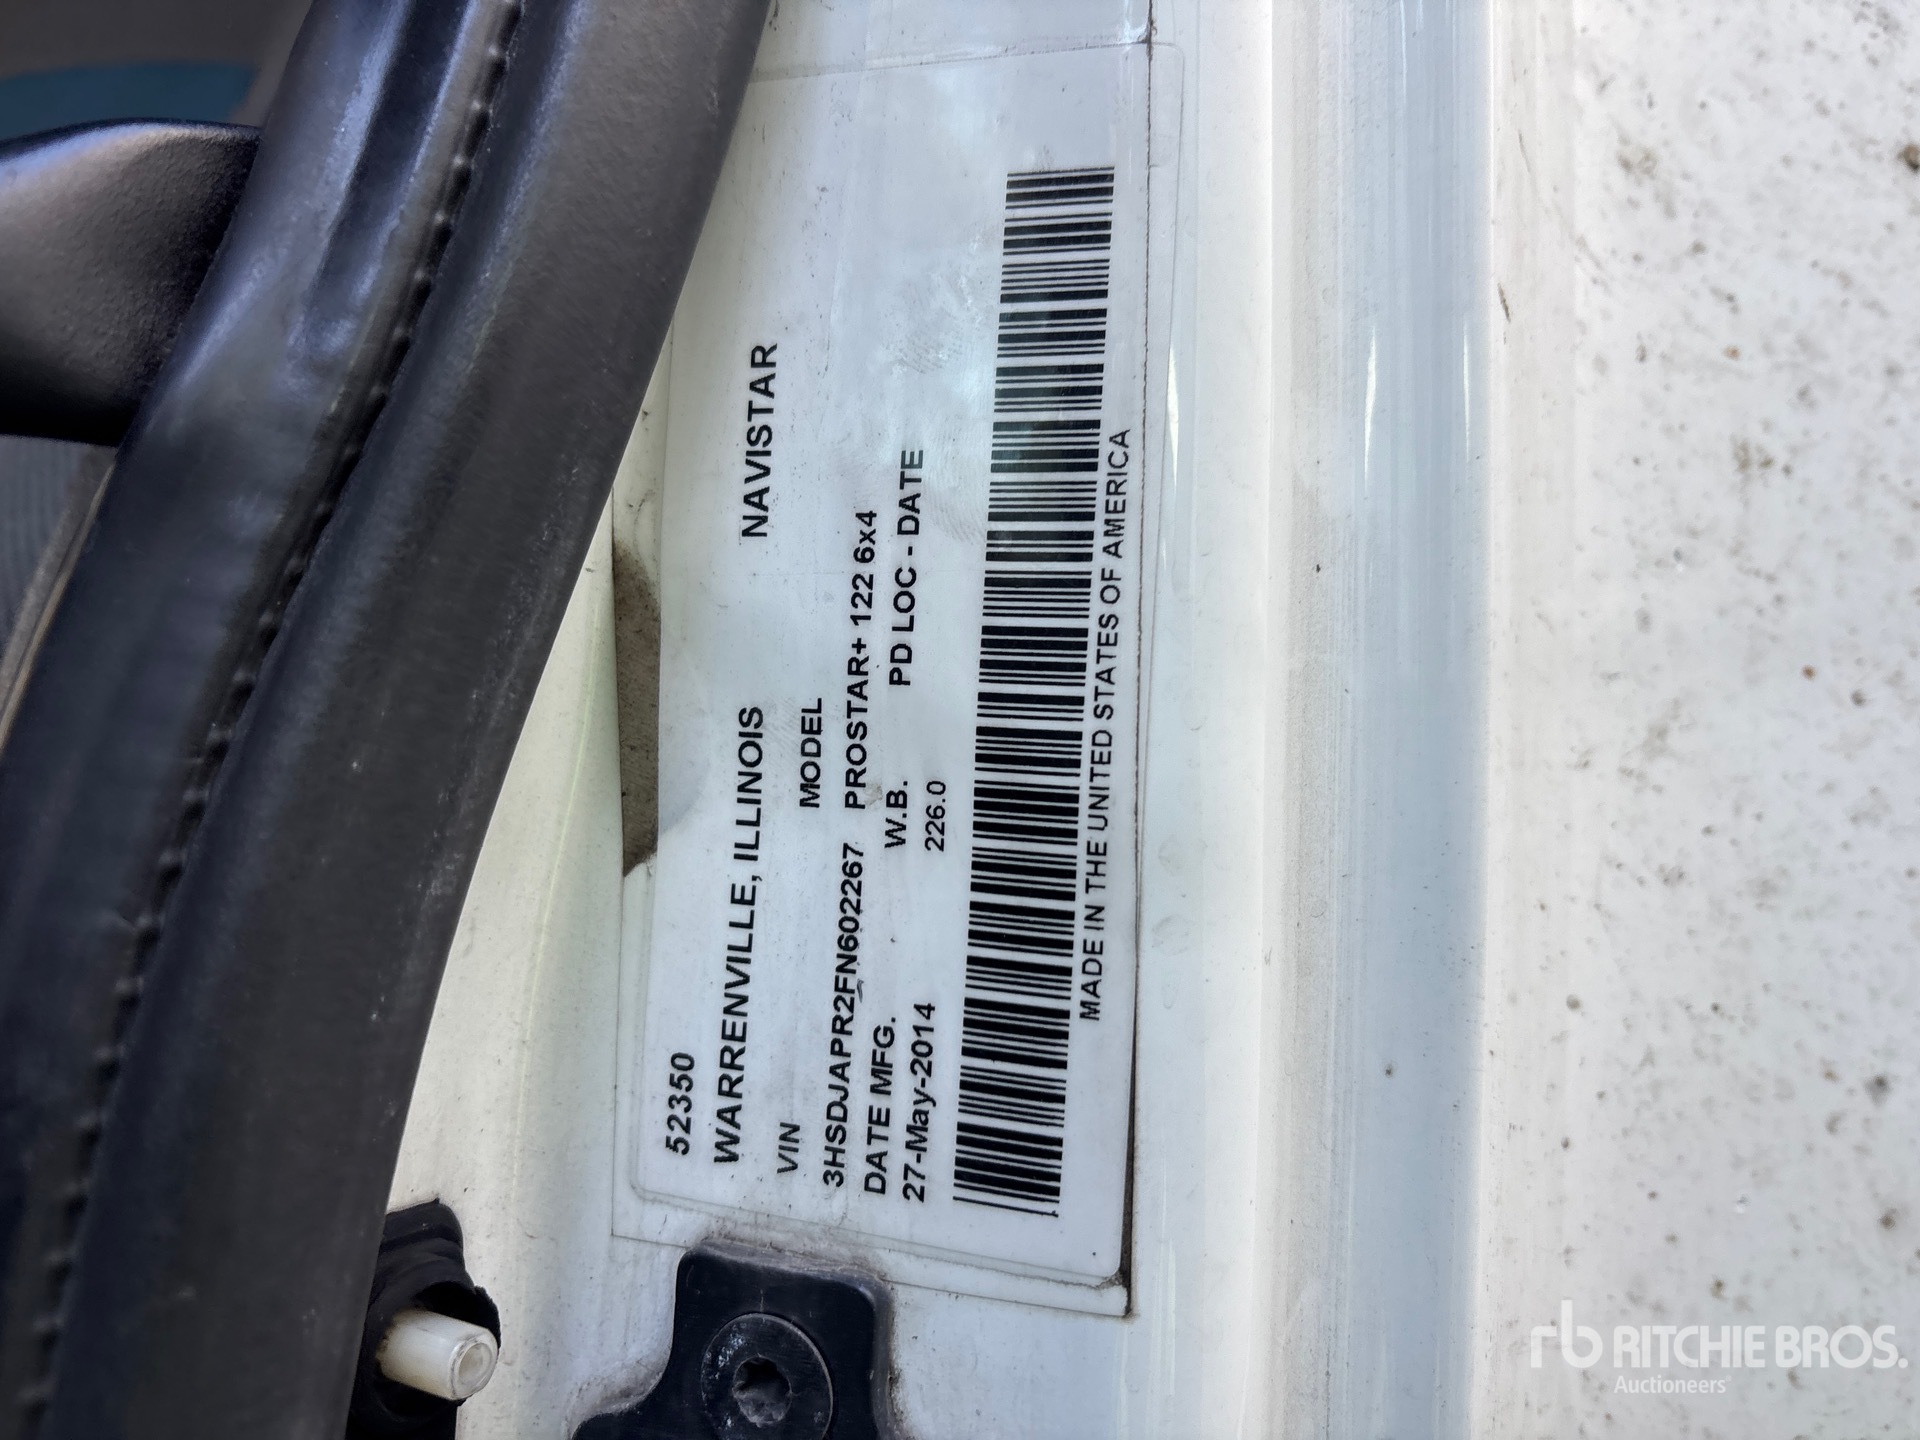 52350
WARRENVILLE, ILLINOIS NAVISTAR
VIN MODEL
3HSDJAPR2FN602267 PROSTAR+ 122 6x4
DATE MFG. W.B. PD LOC - DATE
27-May-2014 226.0
MADE IN THE UNITED STATES OF AMERICA
rb RITCHIE BROS.
Auctioneers